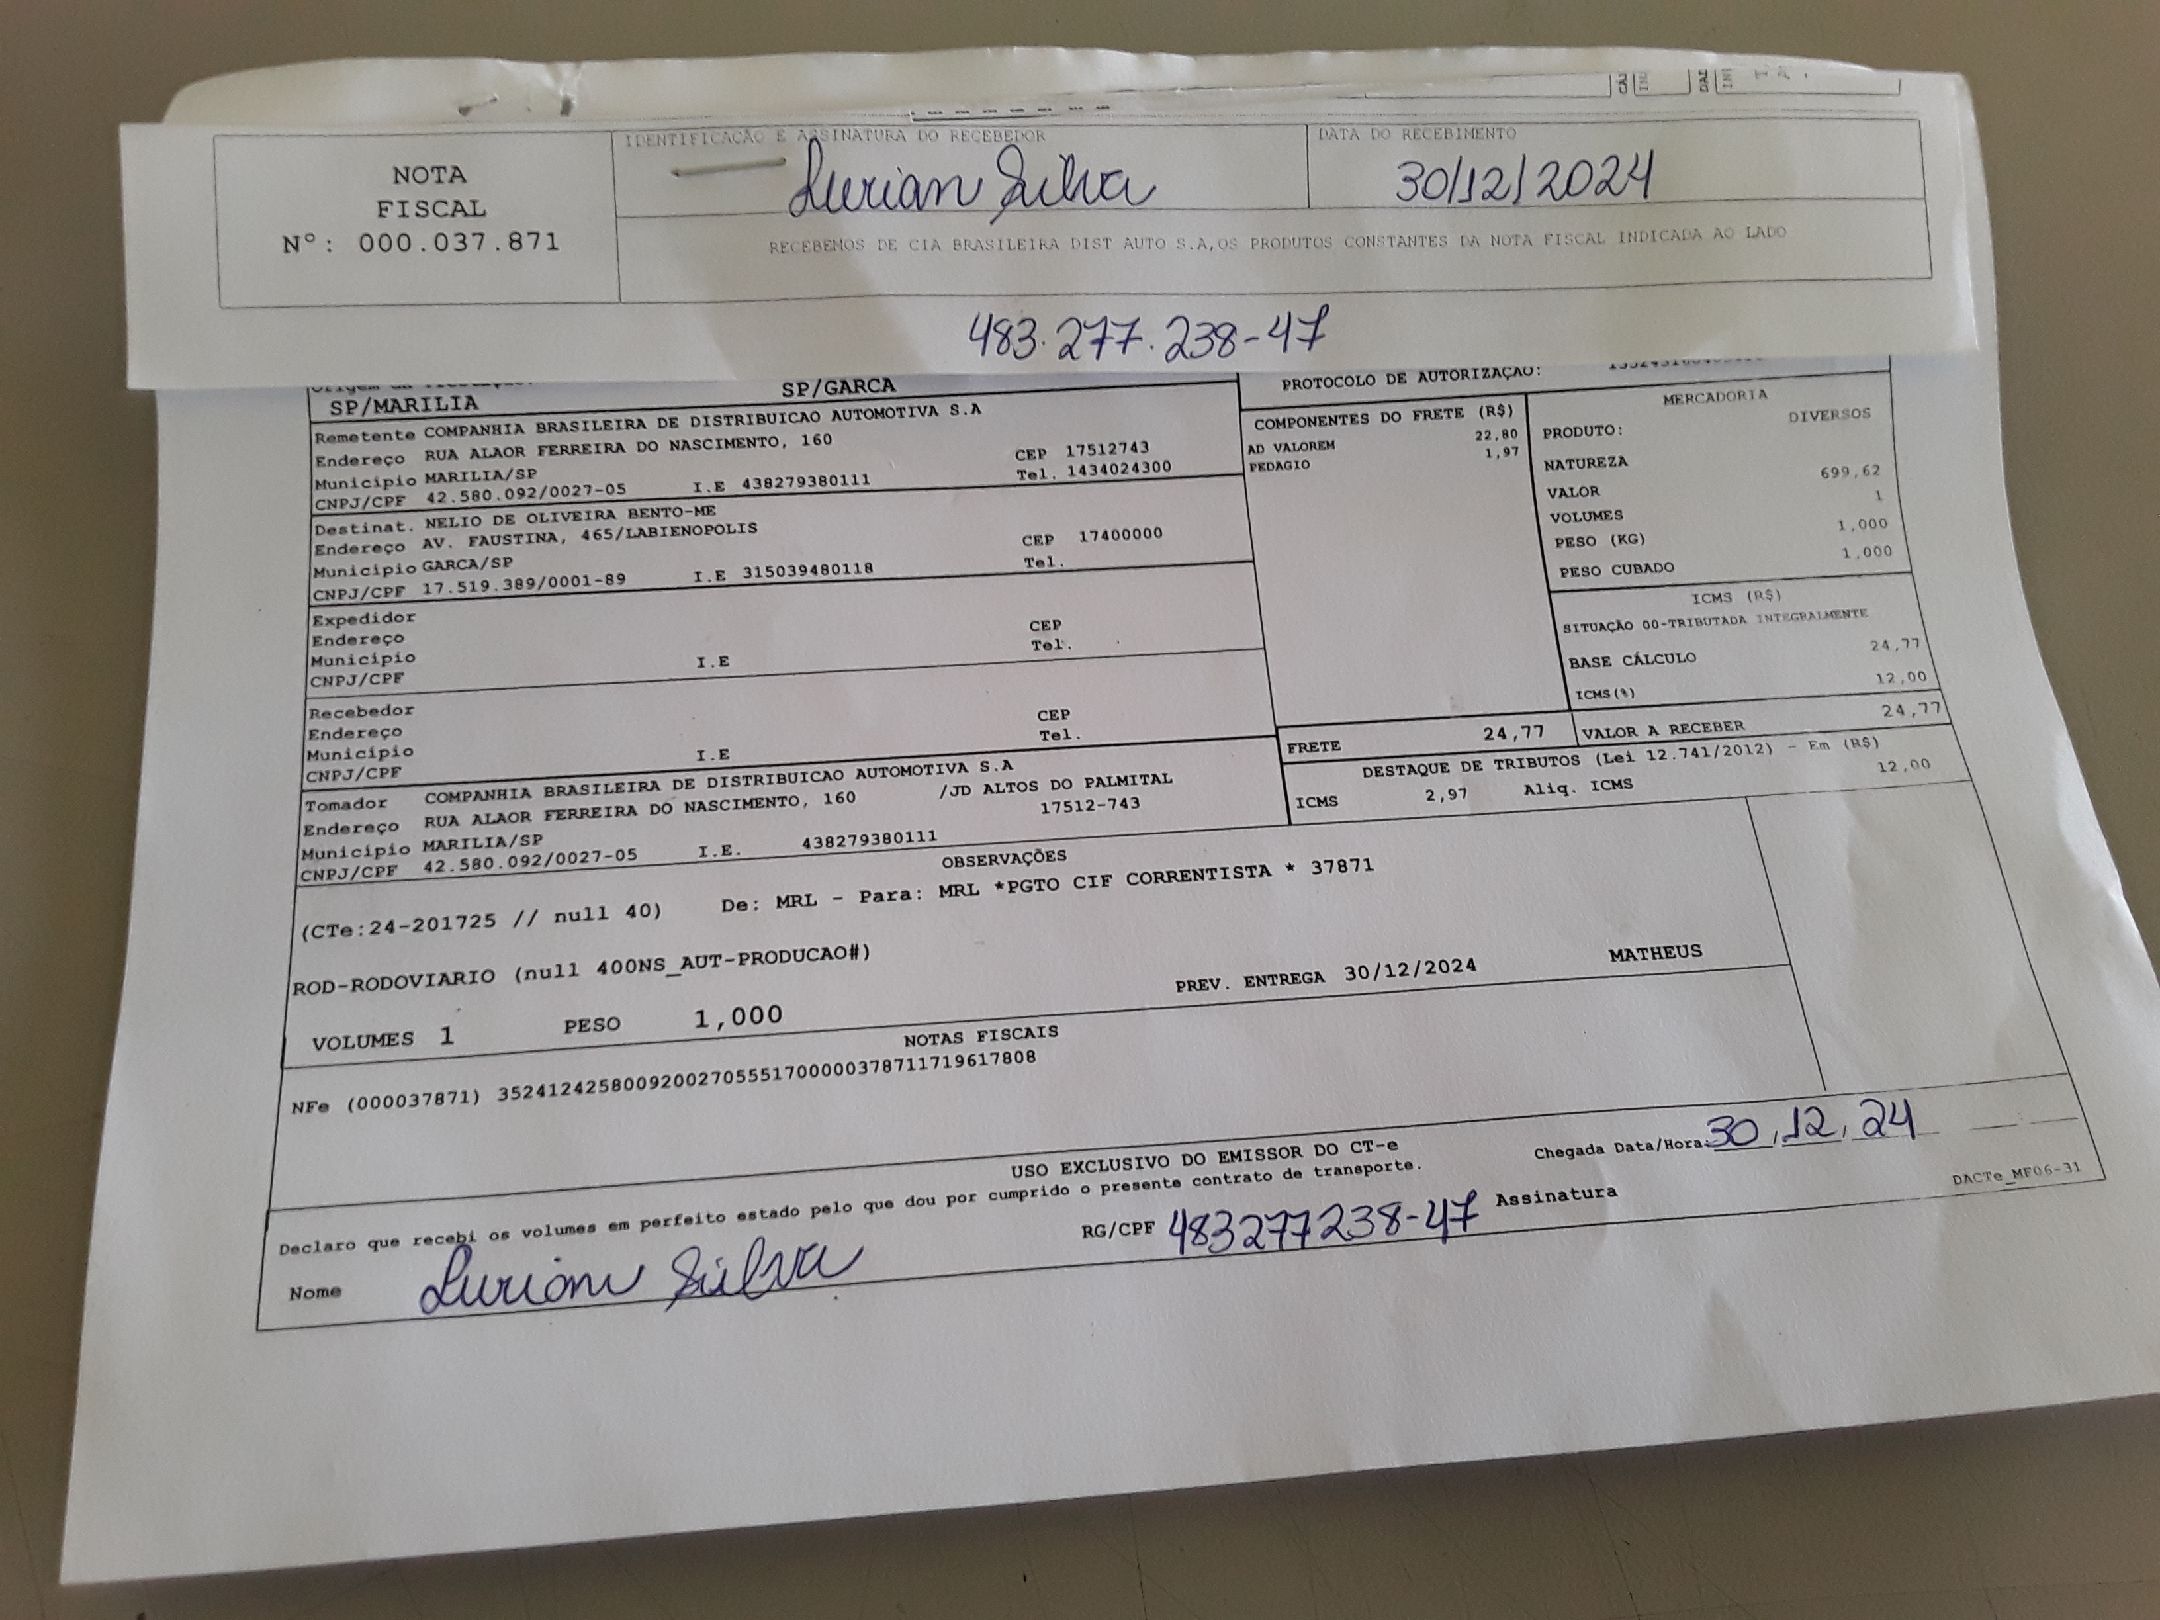 IDENTIFICAÇÃO E ASSINATURA DO RECEBEDOR
DATA DO RECEBIMENTO
NOTA
FISCAL
Nº: 000.037.871
Lurian Silva
30/12/2024
RECEBEMOS DE CIA BRASILEIRA DIST AUTO S.A,OS PRODUTOS CONSTANTES DA NOTA FISCAL INDICADA AO LADO
483.277.238-47
SP/MARILIA
SP/GARCA
PROTOCOLO DE AUTORIZAÇÃO:
Remetente COMPANHIA BRASILEIRA DE DISTRIBUICAO AUTOMOTIVA S.A
Endereço RUA ALAOR FERREIRA DO NASCIMENTO, 160
Município MARILIA/SP CEP 17512743
CNPJ/CPF 42.580.092/0027-05 I.E 438279380111 Tel. 1434024300
Destinat. NELIO DE OLIVEIRA BENTO-ME
Endereço AV. FAUSTINA, 465/LABIENOPOLIS
Município GARCA/SP CEP 17400000
CNPJ/CPF 17.519.389/0001-89 I.E 315039480118 Tel.
Expedidor
Endereço CEP
Município Tel.
CNPJ/CPF I.E
Recebedor
Endereço CEP
Município Tel.
CNPJ/CPF I.E
Tomador COMPANHIA BRASILEIRA DE DISTRIBUICAO AUTOMOTIVA S.A
Endereço RUA ALAOR FERREIRA DO NASCIMENTO, 160 /JD ALTOS DO PALMITAL
Município MARILIA/SP 17512-743
CNPJ/CPF 42.580.092/0027-05 I.E. 438279380111
COMPONENTES DO FRETE (R$)
AD VALOREM 22,80
PEDAGIO 1,97
MERCADORIA
PRODUTO: DIVERSOS
NATUREZA
VALOR 699,62
VOLUMES 1
PESO (KG) 1,000
PESO CUBADO 1,000
ICMS (R$)
SITUAÇÃO 00-TRIBUTADA INTEGRALMENTE
BASE CÁLCULO 24,77
ICMS(%) 12,00
FRETE 24,77
VALOR A RECEBER 24,77
DESTAQUE DE TRIBUTOS (Lei 12.741/2012) - Em (R$)
ICMS 2,97 Aliq. ICMS 12,00
OBSERVAÇÕES
(CTe:24-201725 // null 40) De: MRL - Para: MRL *PGTO CIF CORRENTISTA * 37871
ROD-RODOVIARIO (null 400NS_AUT-PRODUCAO#)
PREV. ENTREGA 30/12/2024 MATHEUS
VOLUMES 1 PESO 1,000
NOTAS FISCAIS
NFe (000037871) 35241242580092002705551700000378711719617808
USO EXCLUSIVO DO EMISSOR DO CT-e
Chegada Data/Hora: 30,12,24
Declaro que recebi os volumes em perfeito estado pelo que dou por cumprido o presente contrato de transporte.
DACTe_MF06-31
Nome Lurian Silva RG/CPF 483277238-47 Assinatura